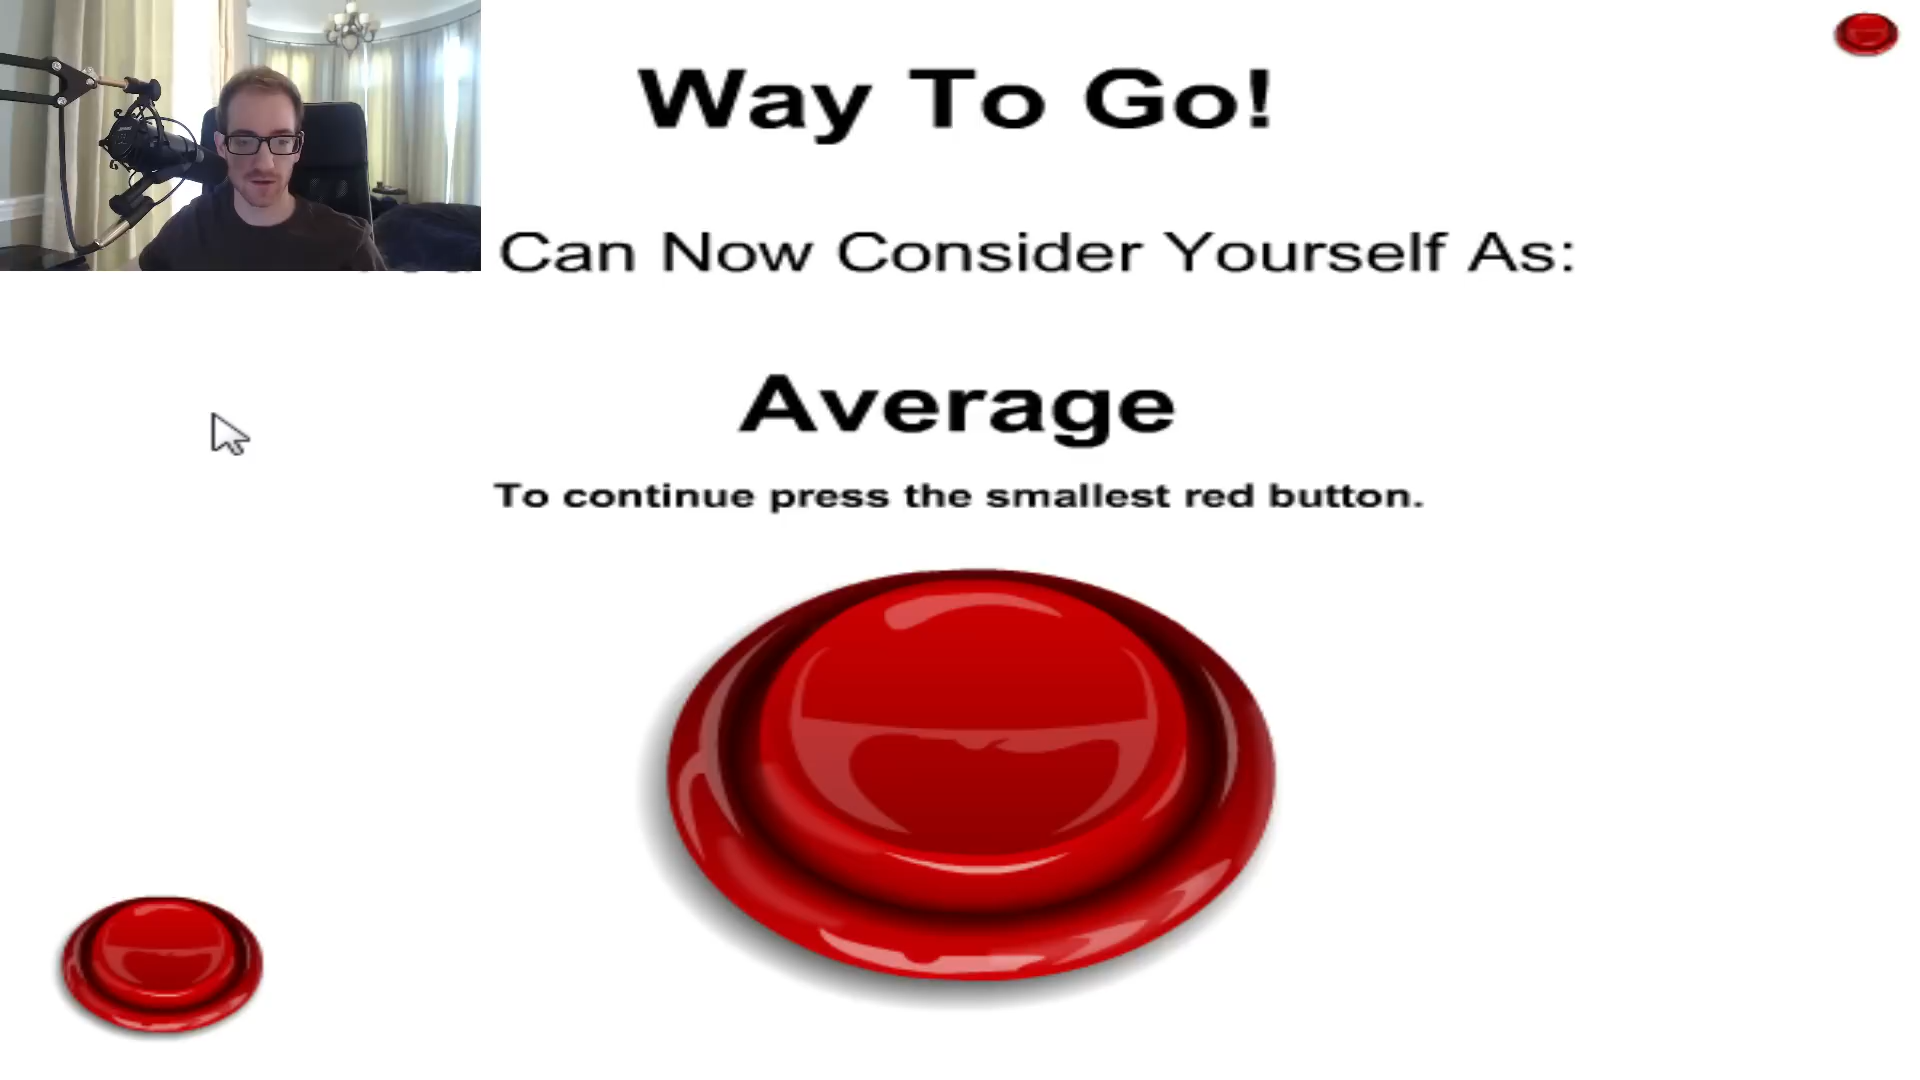 Way To Go!
Can Now Consider Yourself As:
Average
To continue press the smallest red button.